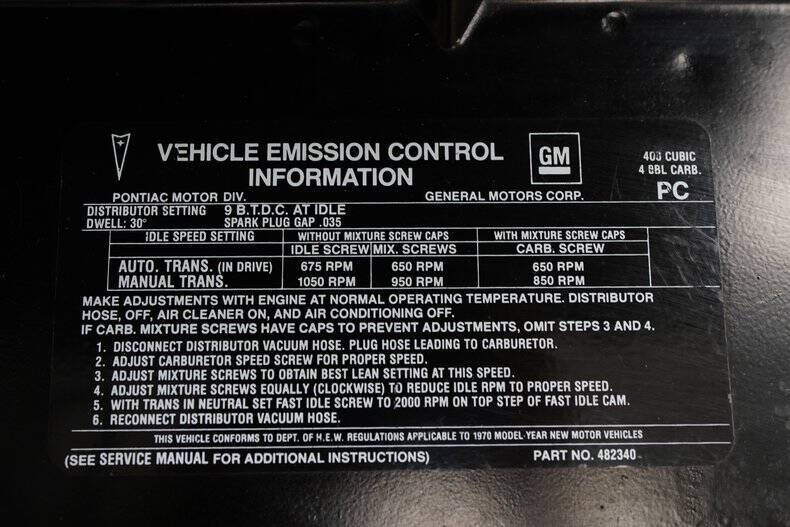 VEHICLE EMISSION CONTROL
INFORMATION
GM
400 CUBIC
4 BBL CARB.
PC
PONTIAC MOTOR DIV.
GENERAL MOTORS CORP.
DISTRIBUTOR SETTING 9 B.T.D.C. AT IDLE
DWELL: 30° SPARK PLUG GAP .035
IDLE SPEED SETTING WITHOUT MIXTURE SCREW CAPS WITH MIXTURE SCREW CAPS
IDLE SCREW MIX. SCREWS CARB. SCREW
AUTO. TRANS. (IN DRIVE) 675 RPM 650 RPM 650 RPM
MANUAL TRANS. 1050 RPM 950 RPM 850 RPM
MAKE ADJUSTMENTS WITH ENGINE AT NORMAL OPERATING TEMPERATURE. DISTRIBUTOR
HOSE, OFF, AIR CLEANER ON, AND AIR CONDITIONING OFF.
IF CARB. MIXTURE SCREWS HAVE CAPS TO PREVENT ADJUSTMENTS, OMIT STEPS 3 AND 4.
1. DISCONNECT DISTRIBUTOR VACUUM HOSE. PLUG HOSE LEADING TO CARBURETOR.
2. ADJUST CARBURETOR SPEED SCREW FOR PROPER SPEED.
3. ADJUST MIXTURE SCREWS TO OBTAIN BEST LEAN SETTING AT THIS SPEED.
4. ADJUST MIXTURE SCREWS EQUALLY (CLOCKWISE) TO REDUCE IDLE RPM TO PROPER SPEED.
5. WITH TRANS IN NEUTRAL SET FAST IDLE SCREW TO 2000 RPM ON TOP STEP OF FAST IDLE CAM.
6. RECONNECT DISTRIBUTOR VACUUM HOSE.
THIS VEHICLE CONFORMS TO DEPT. OF H.E.W. REGULATIONS APPLICABLE TO 1970 MODEL-YEAR NEW MOTOR VEHICLES
(SEE SERVICE MANUAL FOR ADDITIONAL INSTRUCTIONS) PART NO. 482340